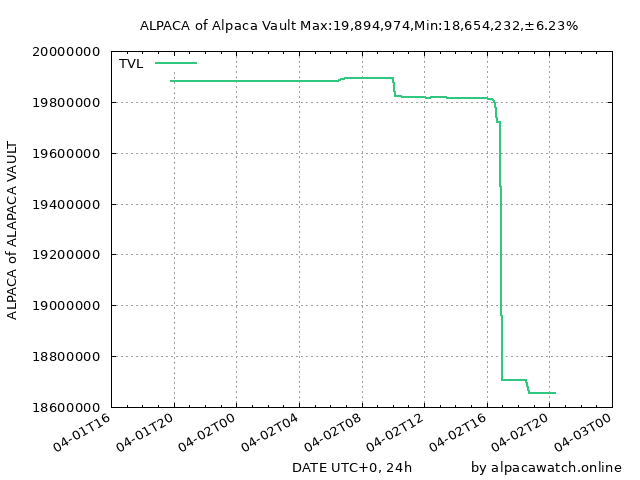 ALPACA of Alpaca Vault Max:19,894,974,Min:18,654,232,±6.23%
TVL
20000000
19800000
19600000
19400000
19200000
19000000
18800000
18600000
ALPACA of ALAPACA VAULT
04-01T16
04-01T20
04-02T00
04-02T04
04-02T08
04-02T12
04-02T16
04-02T20
04-03T00
DATE UTC+0, 24h
by alpacawatch.online